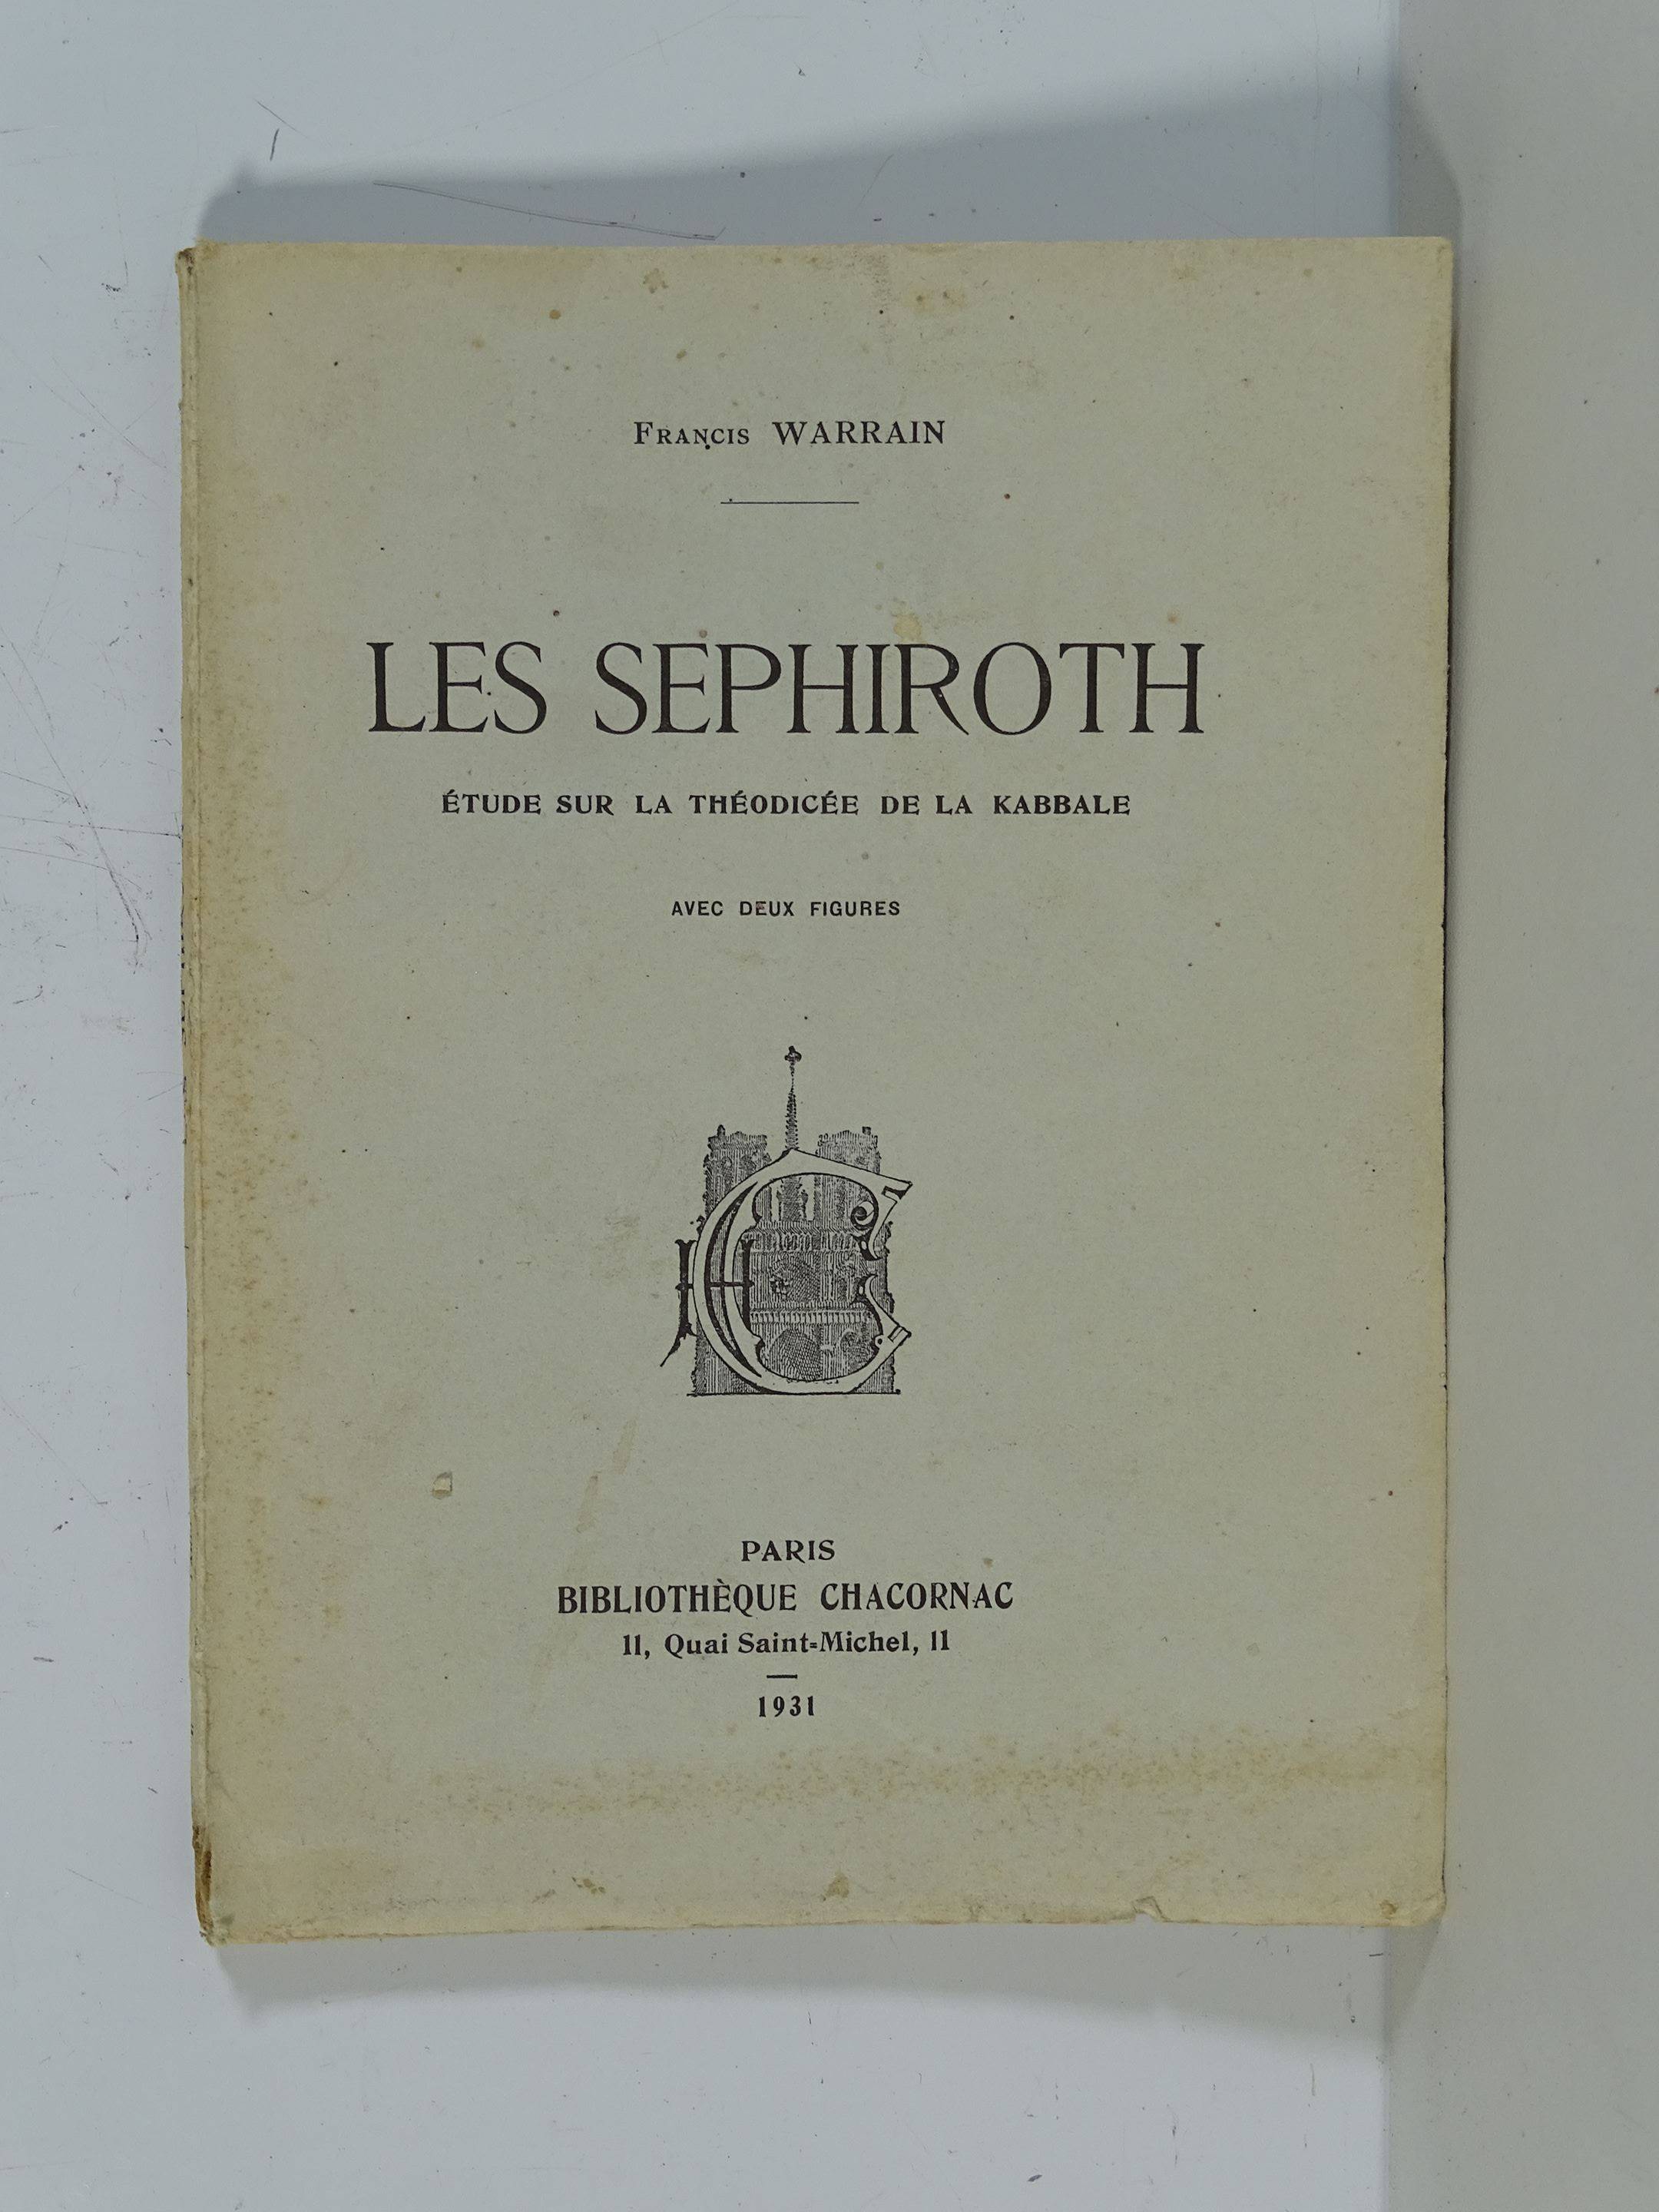 Francis WARRAIN
LES SEPHIROTH
ÉTUDE SUR LA THÉODICÉE DE LA KABBALE
AVEC DEUX FIGURES
HC
PARIS
BIBLIOTHÈQUE CHACORNAC
11, Quai Saint-Michel, 11
1931